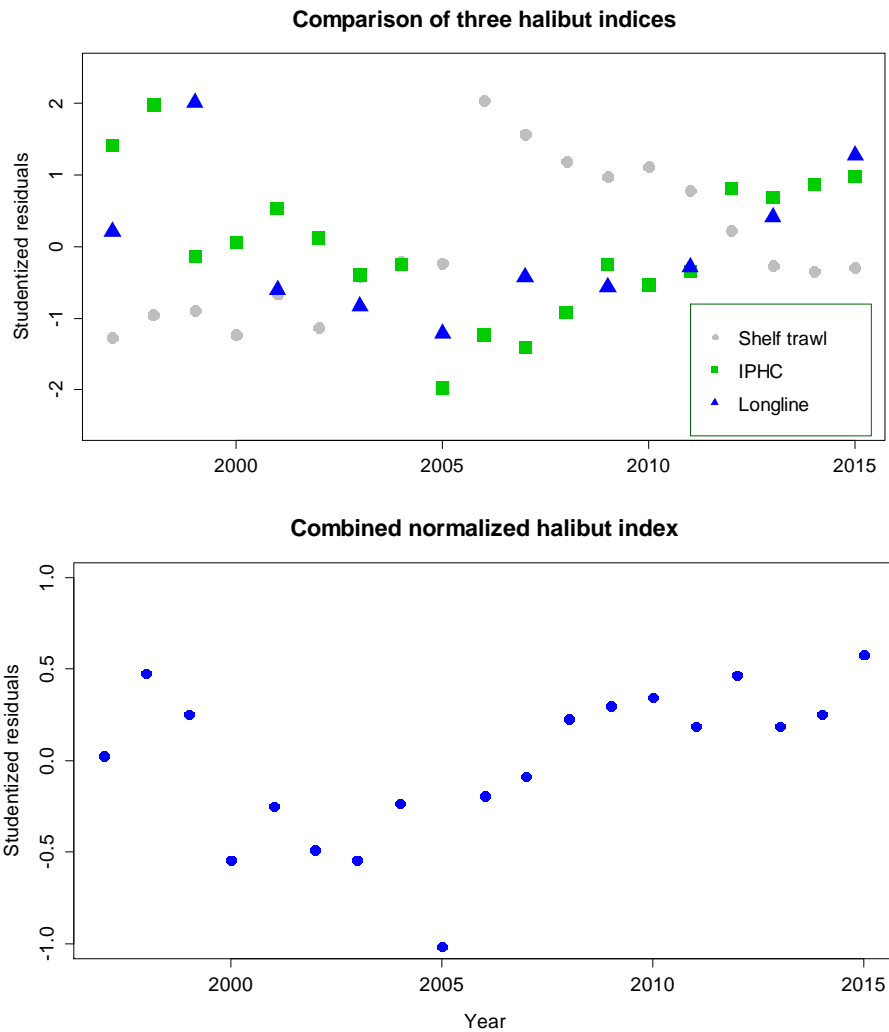 Comparison of three halibut indices
Studentized residuals
2
1
0
-1
-2
Shelf trawl
IPHC
Longline
2000 2005 2010 2015
Combined normalized halibut index
Studentized residuals
1.0
0.5
0.0
-0.5
-1.0
2000 2005 2010 2015
Year